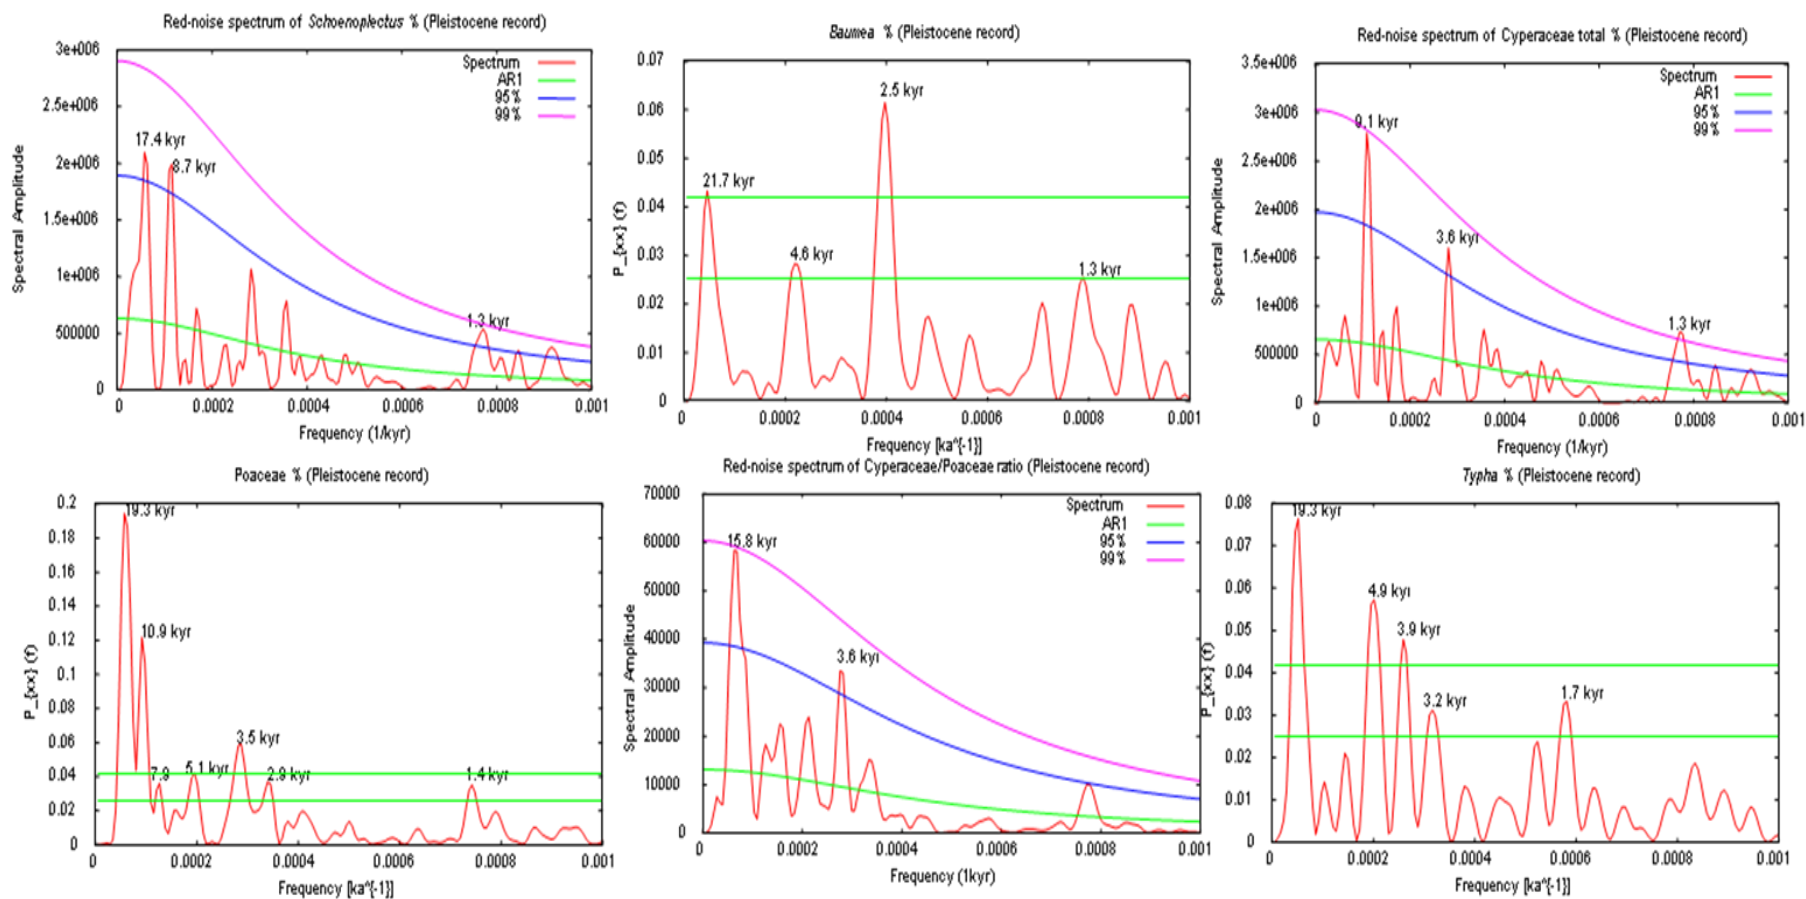 Red-noise spectrum of Schoenoplectus % (Pleistocene record)
3e+006
2.5e+006
2e+006
1.5e+006
1e+006
500000
0
Spectral Amplitude
Spectrum
AR1
95%
99%
17.4 kyr
8.7 kyr
1.3 kyr
0 0.0002 0.0004 0.0006 0.0008 0.001
Frequency (1/kyr)
Baumea % (Pleistocene record)
0.07
0.06
0.05
0.04
0.03
0.02
0.01
0
P_{xx} (f)
21.7 kyr
4.6 kyr
2.5 kyr
1.3 kyr
0 0.0002 0.0004 0.0006 0.0008 0.001
Frequency [ka^{-1}]
Red-noise spectrum of Cyperaceae total % (Pleistocene record)
3.5e+006
3e+006
2.5e+006
2e+006
1.5e+006
1e+006
500000
0
Spectral Amplitude
Spectrum
AR1
95%
99%
9.1 kyr
3.6 kyr
1.3 kyr
0 0.0002 0.0004 0.0006 0.0008 0.001
Frequency (1/kyr)
Poaceae % (Pleistocene record)
0.2
0.18
0.16
0.14
0.12
0.1
0.08
0.06
0.04
0.02
0
P_{xx} (f)
19.3 kyr
10.9 kyr
7.9
5.1 kyr
3.5 kyr
2.9 kyr
1.4 kyr
0 0.0002 0.0004 0.0006 0.0008 0.001
Frequency [ka^{-1}]
Red-noise spectrum of Cyperaceae/Poaceae ratio (Pleistocene record)
70000
60000
50000
40000
30000
20000
10000
0
Spectral Amplitude
Spectrum
AR1
95%
99%
15.8 kyr
3.6 kyr
0 0.0002 0.0004 0.0006 0.0008 0.001
Frequency (1kyr)
Typha % (Pleistocene record)
0.08
0.07
0.06
0.05
0.04
0.03
0.02
0.01
0
P_{xx} (f)
19.3 kyr
4.9 kyr
3.9 kyr
3.2 kyr
1.7 kyr
0 0.0002 0.0004 0.0006 0.0008 0.001
Frequency [ka^{-1}]